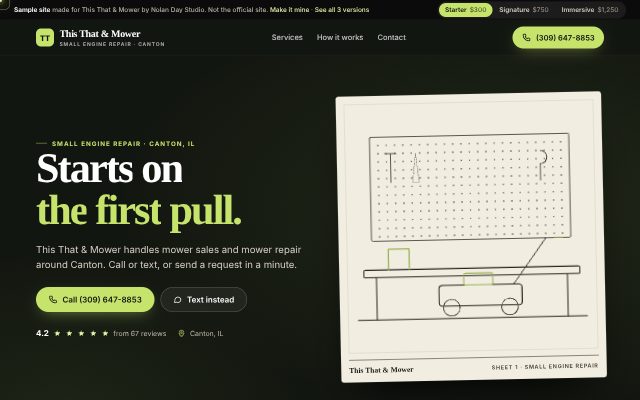 Sample site made for This That & Mower by Nolan Day Studio. Not the official site. Make it mine · See all 3 versions
Starter $300 Signature $750 Immersive $1,250
TT This That & Mower
SMALL ENGINE REPAIR · CANTON
Services How it works Contact
(309) 647-8853
SMALL ENGINE REPAIR · CANTON, IL
Starts on
the first pull.
This That & Mower handles mower sales and mower repair
around Canton. Call or text, or send a request in a minute.
Call (309) 647-8853 Text instead
4.2 ★ ★ ★ ★ ★ from 67 reviews Canton, IL
This That & Mower SHEET 1 · SMALL ENGINE REPAIR